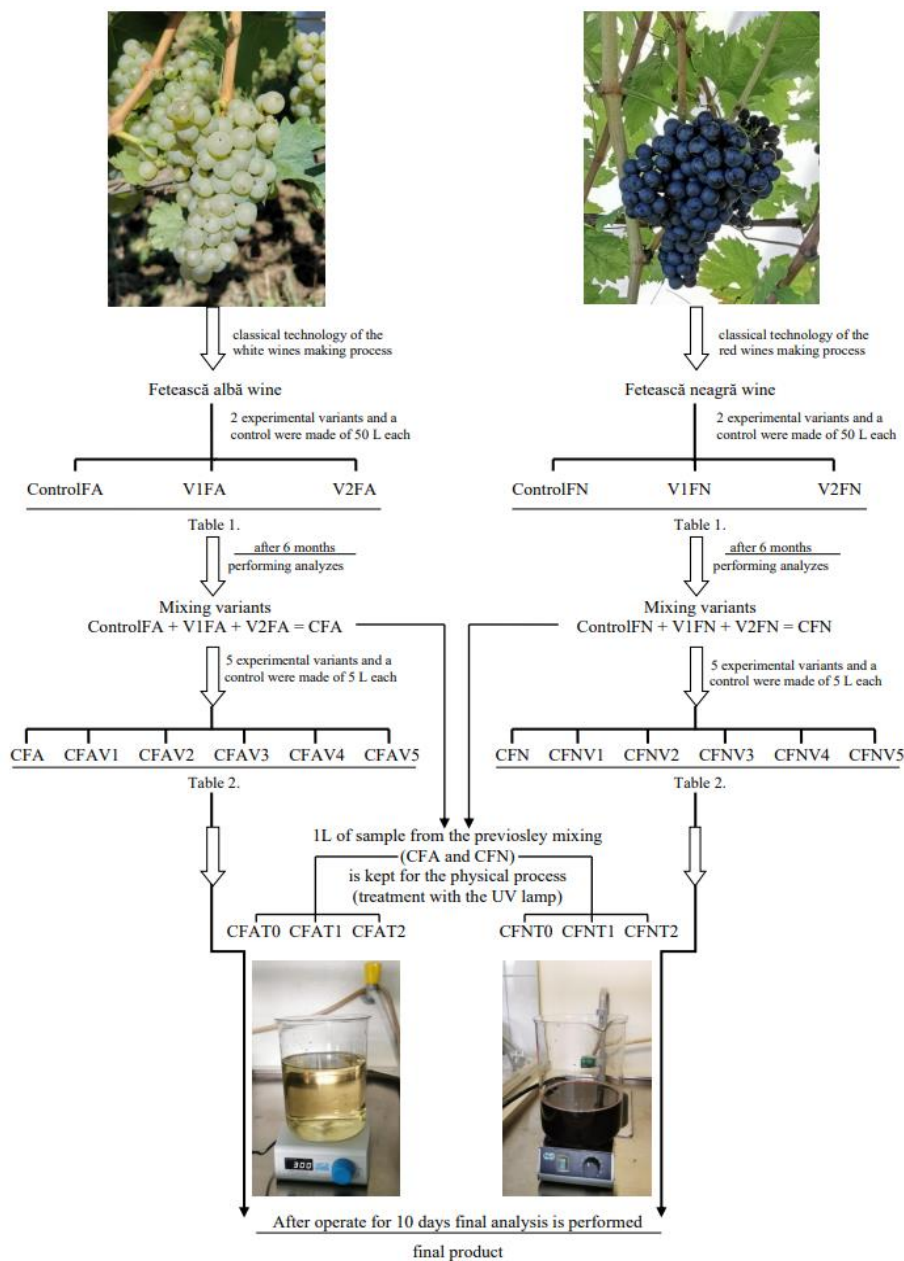 classical technology of the
white wines making process
classical technology of the
red wines making process
Fetească albă wine
Fetească neagră wine
2 experimental variants and a
control were made of 50 L each
2 experimental variants and a
control were made of 50 L each
ControlFA V1FA V2FA
ControlFN V1FN V2FN
Table 1.
Table 1.
after 6 months
performing analyzes
after 6 months
performing analyzes
Mixing variants
ControlFA + V1FA + V2FA = CFA
Mixing variants
ControlFN + V1FN + V2FN = CFN
5 experimental variants and a
control were made of 5 L each
5 experimental variants and a
control were made of 5 L each
CFA CFAV1 CFAV2 CFAV3 CFAV4 CFAV5
CFN CFNV1 CFNV2 CFNV3 CFNV4 CFNV5
Table 2.
Table 2.
1L of sample from the previosley mixing
(CFA and CFN)
is kept for the physical process
(treatment with the UV lamp)
CFAT0 CFAT1 CFAT2
CFNT0 CFNT1 CFNT2
300
After operate for 10 days final analysis is performed
final product